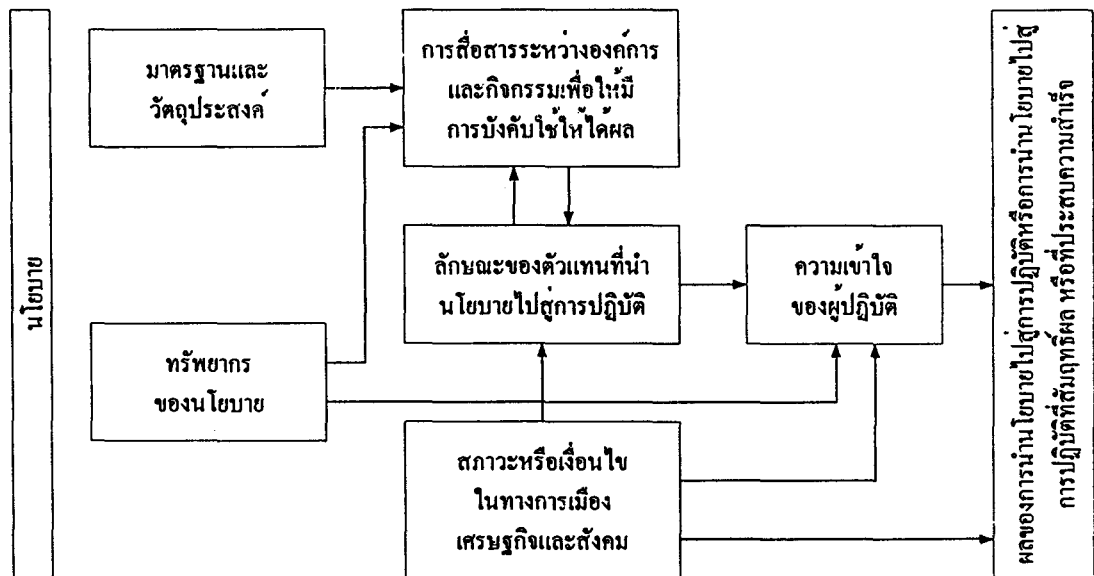 นโยบาย
มาตรฐานและ
วัตถุประสงค์
การสื่อสารระหว่างองค์การ
และกิจกรรมเพื่อให้มี
การบังคับใช้ให้ได้ผล
ลักษณะของตัวแทนที่นำ
นโยบายไปสู่การปฏิบัติ
ความเข้าใจ
ของผู้ปฏิบัติ
ทรัพยากร
ของนโยบาย
สภาวะหรือเงื่อนไข
ในทางการเมือง
เศรษฐกิจและสังคม
ผลของการนำนโยบายไปสู่การปฏิบัติหรือการนำนโยบายไปสู่
การปฏิบัติที่สัมฤทธิ์ผล หรือที่ประสบความสำเร็จ